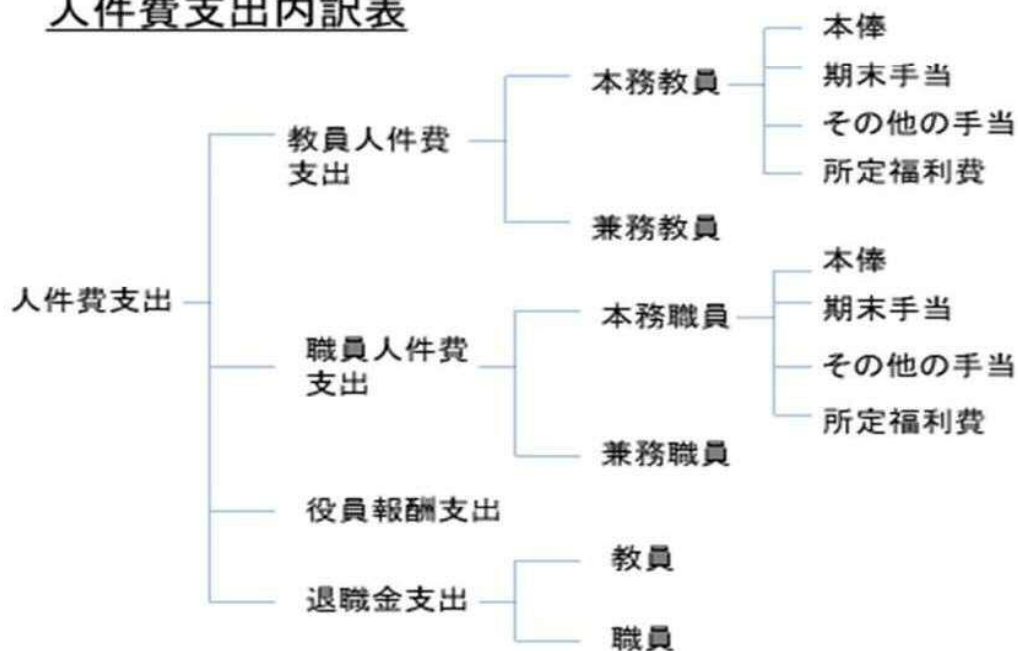 人件費支出内訳表
本俸
期末手当
本務教員
その他の手当
教員人件費
支出
所定福利費
兼務教員
本俸
人件費支出
期末手当
本務職員
職員人件費
支出
その他の手当
所定福利費
兼務職員
役員報酬支出
教員
退職金支出
職員